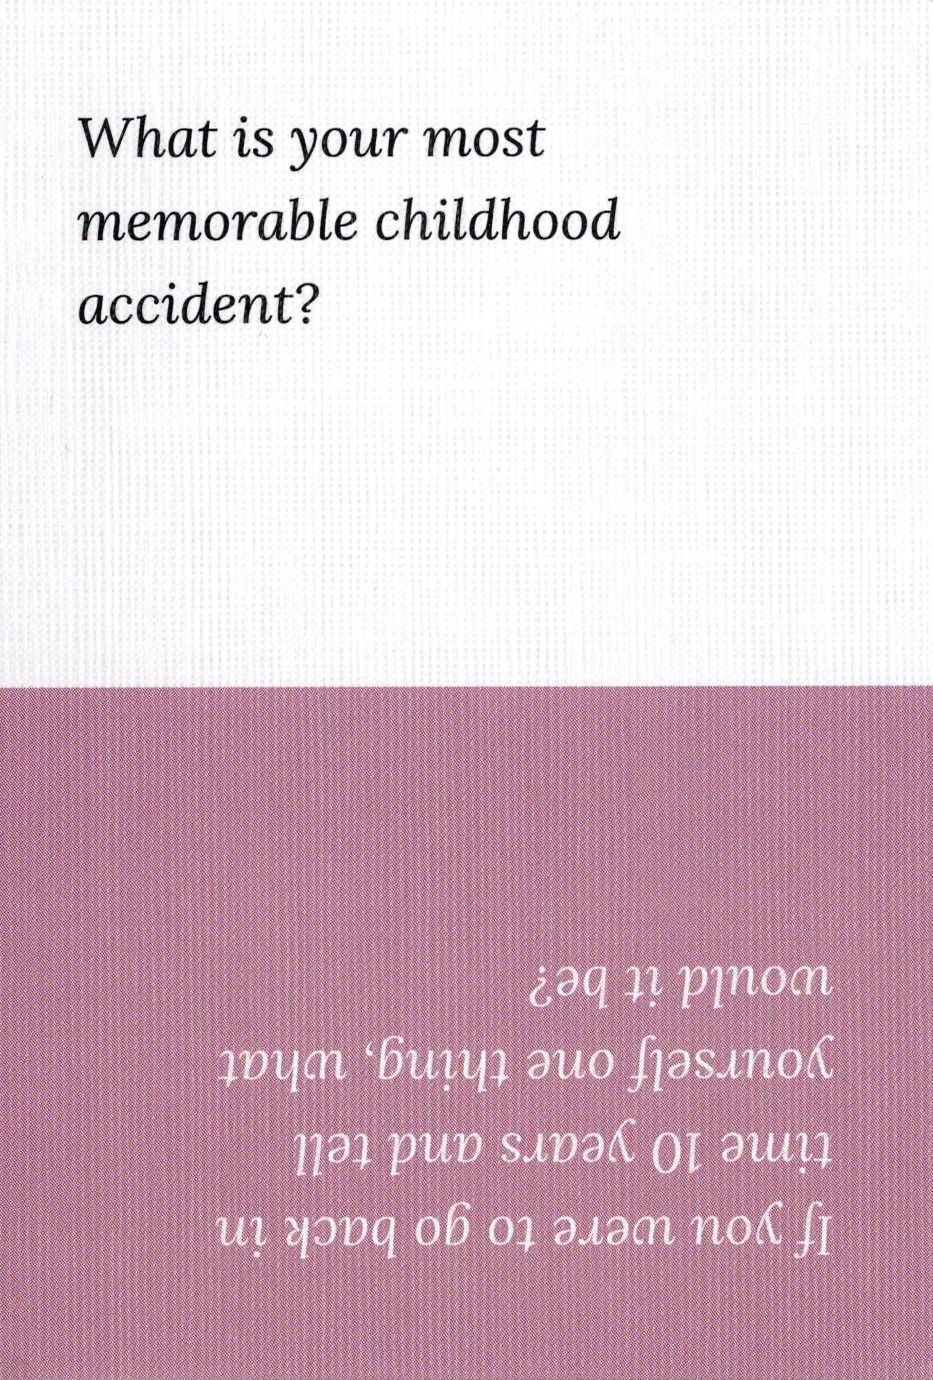 What is your most
memorable childhood
accident?
If you were to go back in
time 10 years and tell
yourself one thing, what
would it be?